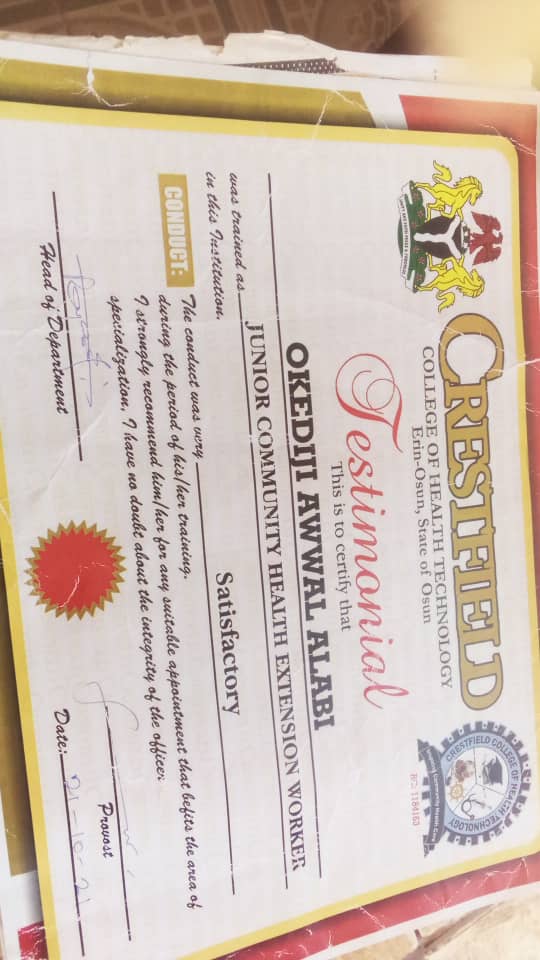 CRESTFIELD
COLLEGE OF HEALTH TECHNOLOGY
Erin-Osun, State of Osun
CRESTFIELD COLLEGE OF HEALTH TECHNOLOGY
RC: 1184163
Testimonial
This is to certify that
OKEDIJI AWWAL ALABI
was trained as JUNIOR COMMUNITY HEALTH EXTENSION WORKER
in this Institution.
CONDUCT: The conduct was very Satisfactory
during the period of his/her training.
I strongly recommend him/her for any suitable appointment that befits the area of
specialization, I have no doubt about the integrity of the officer.
Head of Department
Provost
Date: 21-10-21